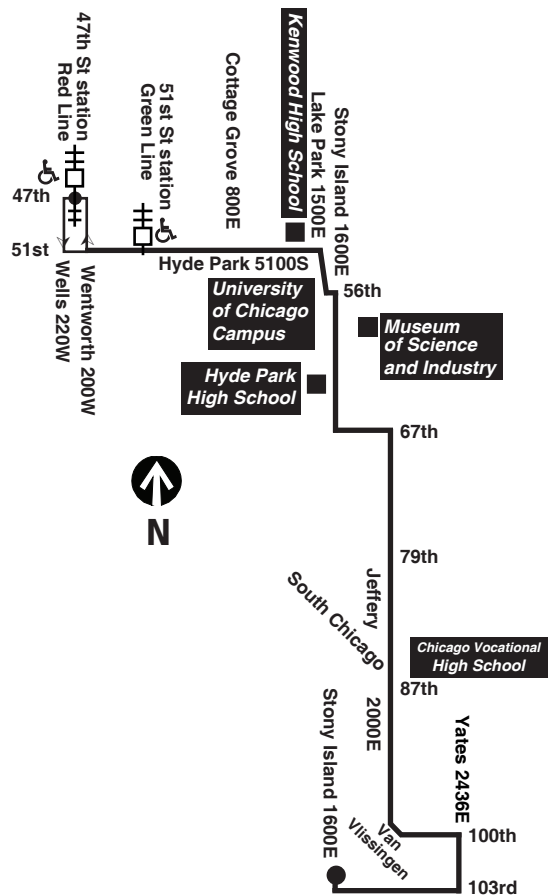 47th St station
Red Line
51st St station
Green Line
Cottage Grove 800E
Kenwood High School
Lake Park 1500E
Stony Island 1600E
47th
51st
Hyde Park 5100S
Wells 220W
Wentworth 200W
56th
University
of Chicago
Campus
Museum
of Science
and Industry
Hyde Park
High School
67th
N
79th
Jeffery
South Chicago
Chicago Vocational
High School
87th
2000E
Stony Island 1600E
Yates 2436E
Van
Vlissingen
100th
103rd